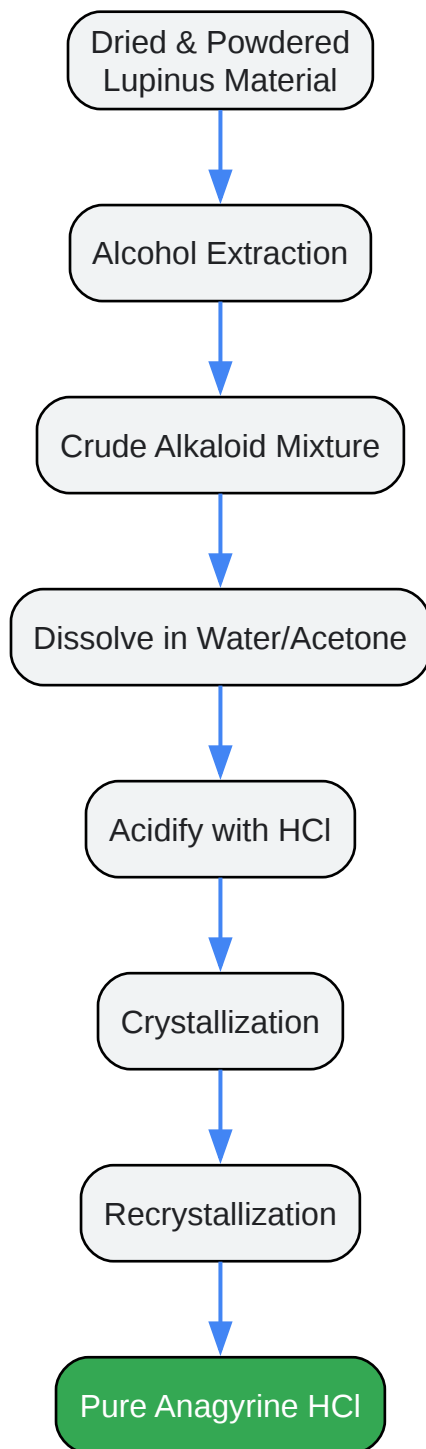 Dried & Powdered
Lupinus Material
Alcohol Extraction
Crude Alkaloid Mixture
Dissolve in Water/Acetone
Acidify with HCl
Crystallization
Recrystallization
Pure Anagyrine HCl